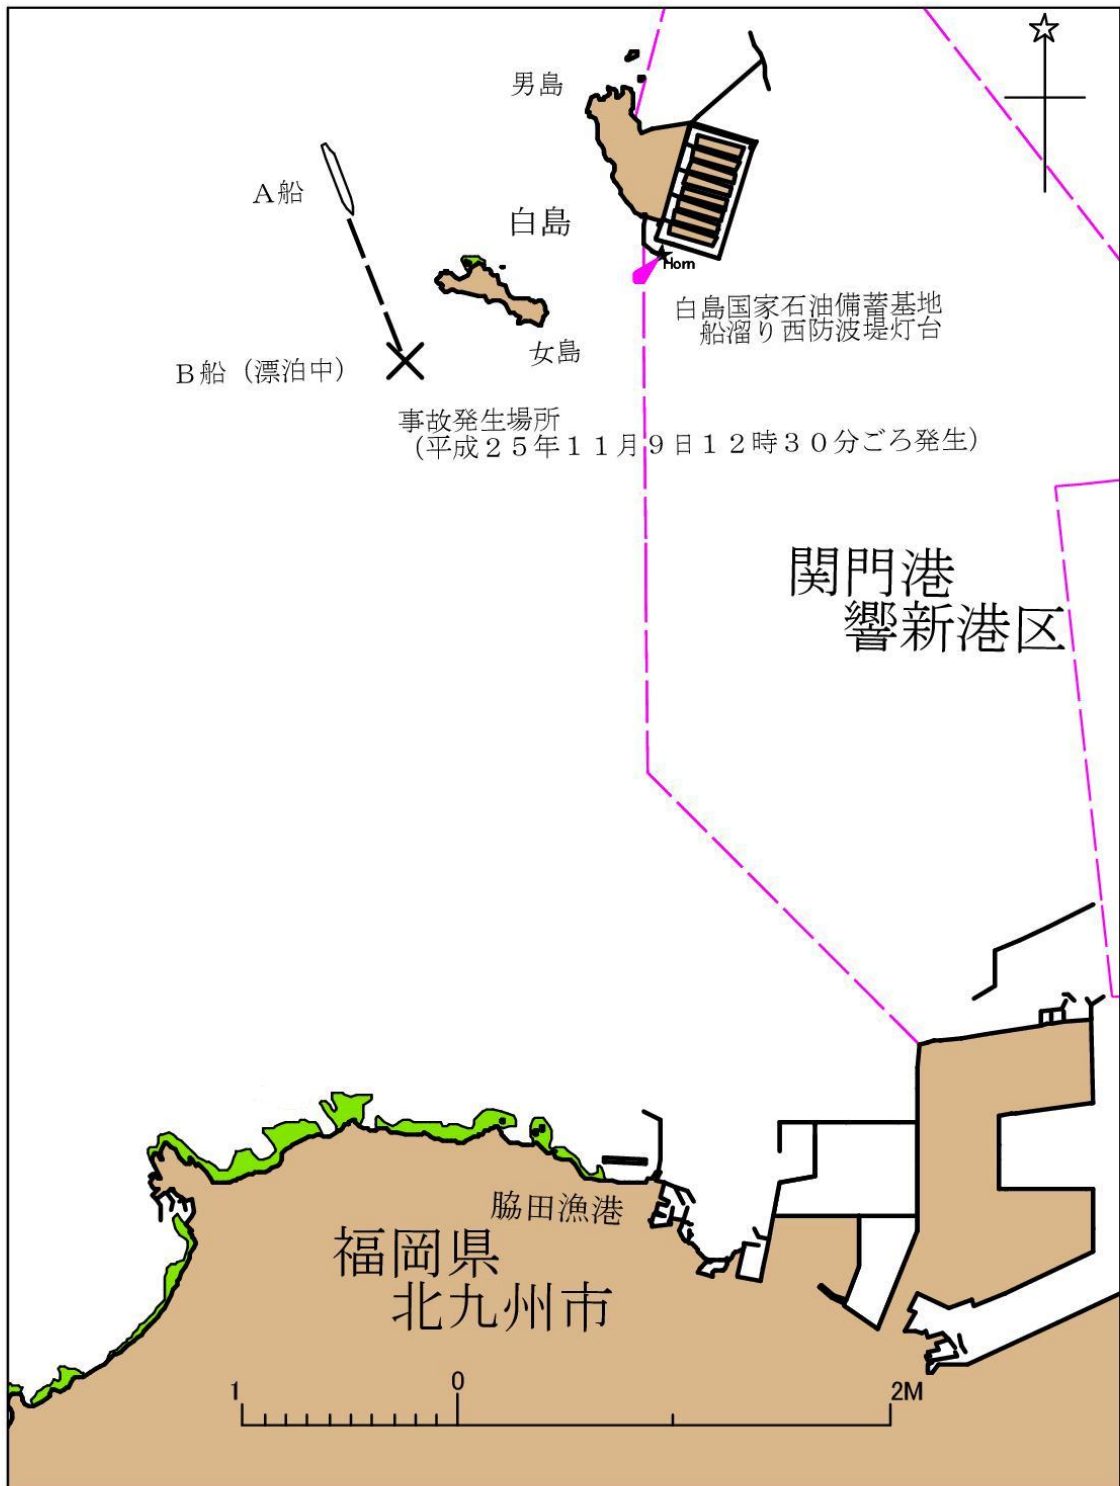 男島
Ａ船
白島
Horn
白島国家石油備蓄基地
船溜り西防波堤灯台
女島
Ｂ船（漂泊中）
事故発生場所
（平成２５年１１月９日１２時３０分ごろ発生）
関門港
響新港区
脇田漁港
福岡県
北九州市
1
0
2M